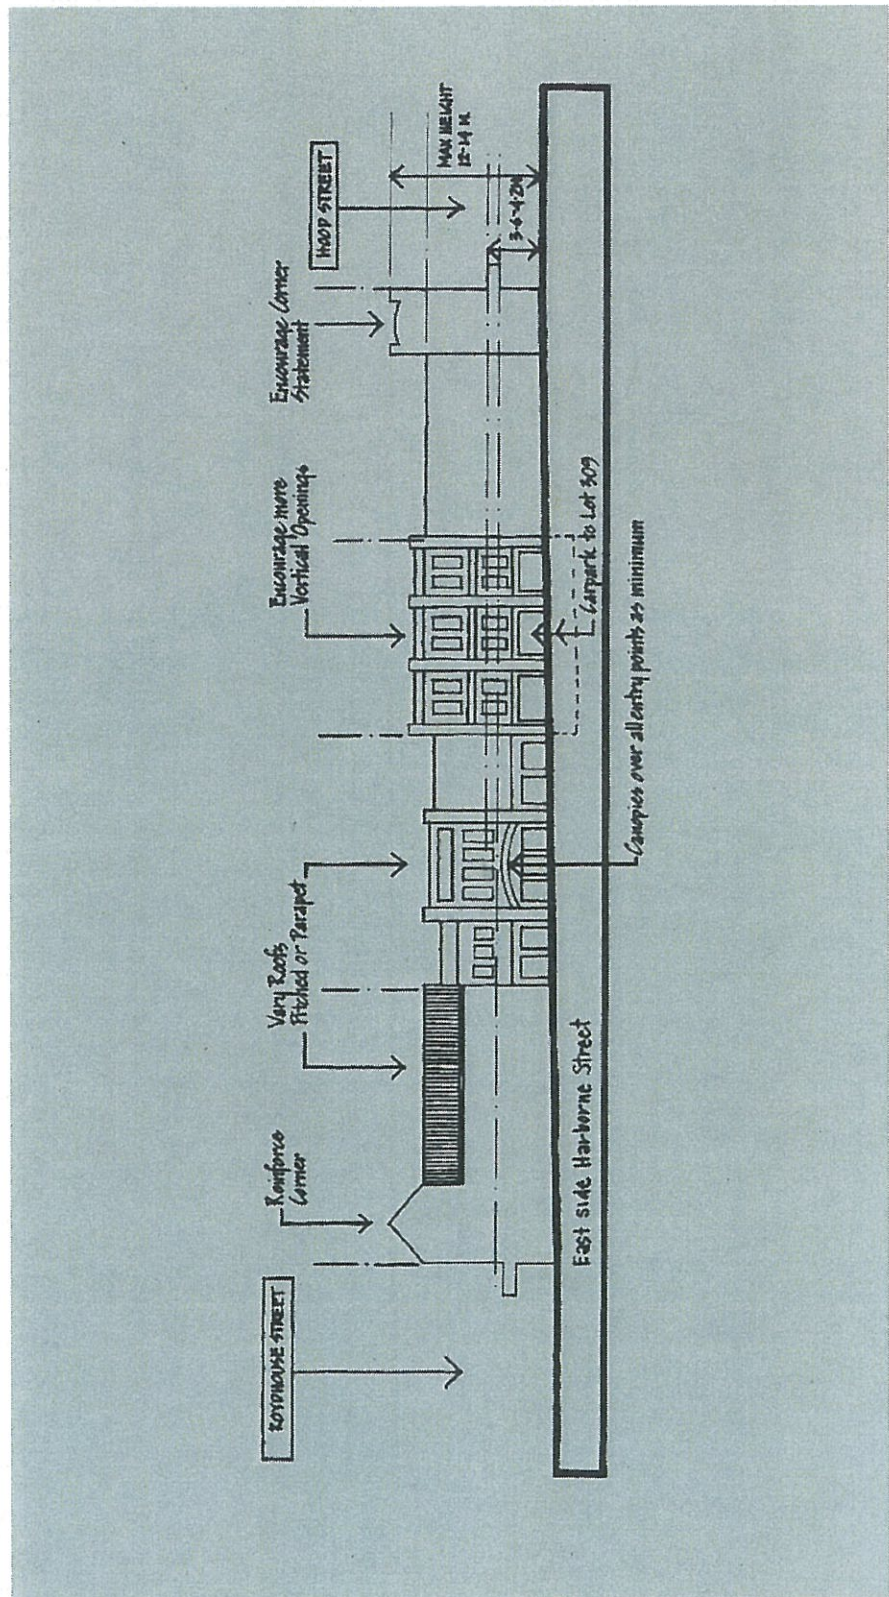 ROYDHOUSE STREET
Reinforce
Corner
Vary Roofs
Pitched or Parapet
Encourage more
Vertical Openings
Encourage Corner
Statement
HOOD STREET
MAX HEIGHT
12-14 M.
3·6-4·2M
Carpark to Lot 309
Canopies over all entry points as minimum
East side Harborne Street